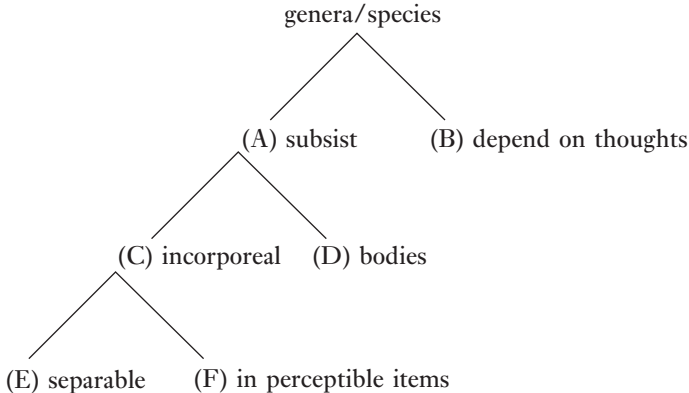 genera/species
(A) subsist (B) depend on thoughts
(C) incorporeal (D) bodies
(E) separable (F) in perceptible items